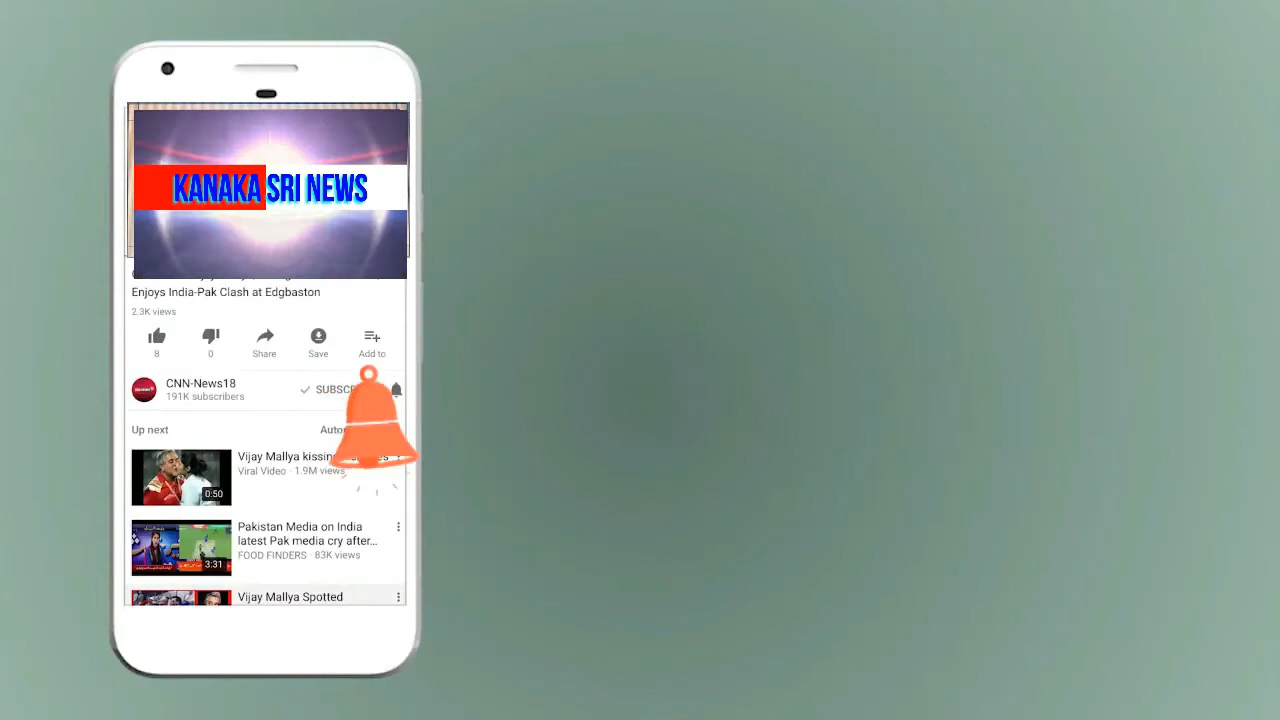 KANAKA SRI NEWS
Enjoys India-Pak Clash at Edgbaston
2.3K views
8 0 Share Save Add to
CNN-News18
191K subscribers
Up next
Vijay Mallya
Viral Video · 1.9M views
0:50
Pakistan Media on India
latest Pak media cry after...
FOOD FINDERS · 83K views
3:31
Vijay Mallya Spotted